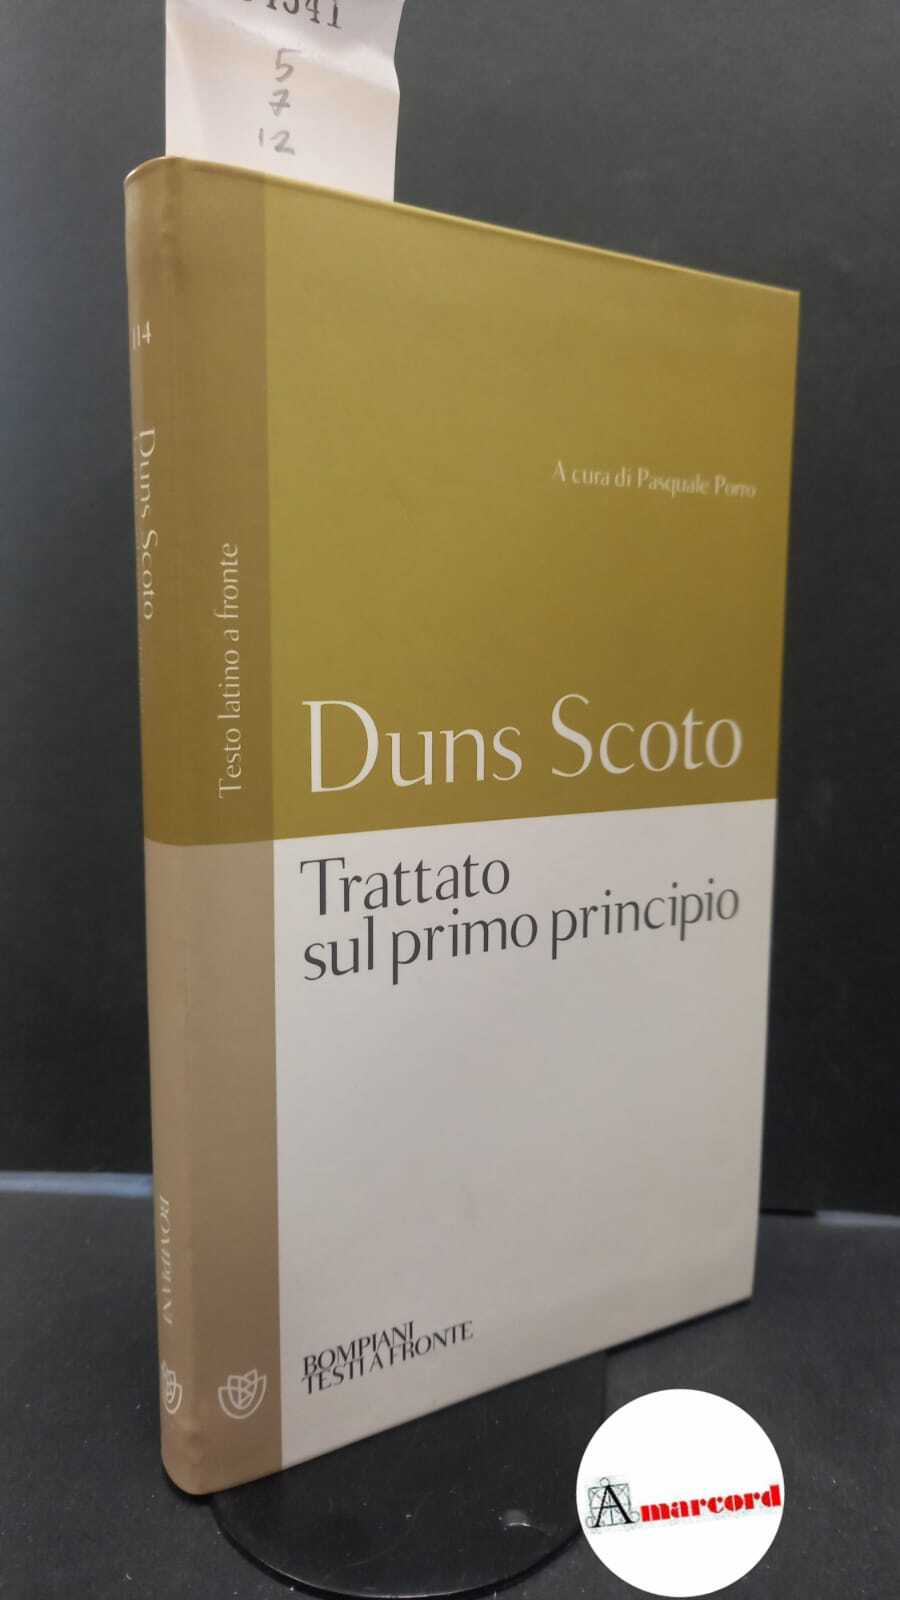 5
7
12
114
Duns Scoto
BOMPIANI
Testo latino a fronte
A cura di Pasquale Porro
Duns Scoto
Trattato
sul primo principio
BOMPIANI
TESTI A FRONTE
Amarcord